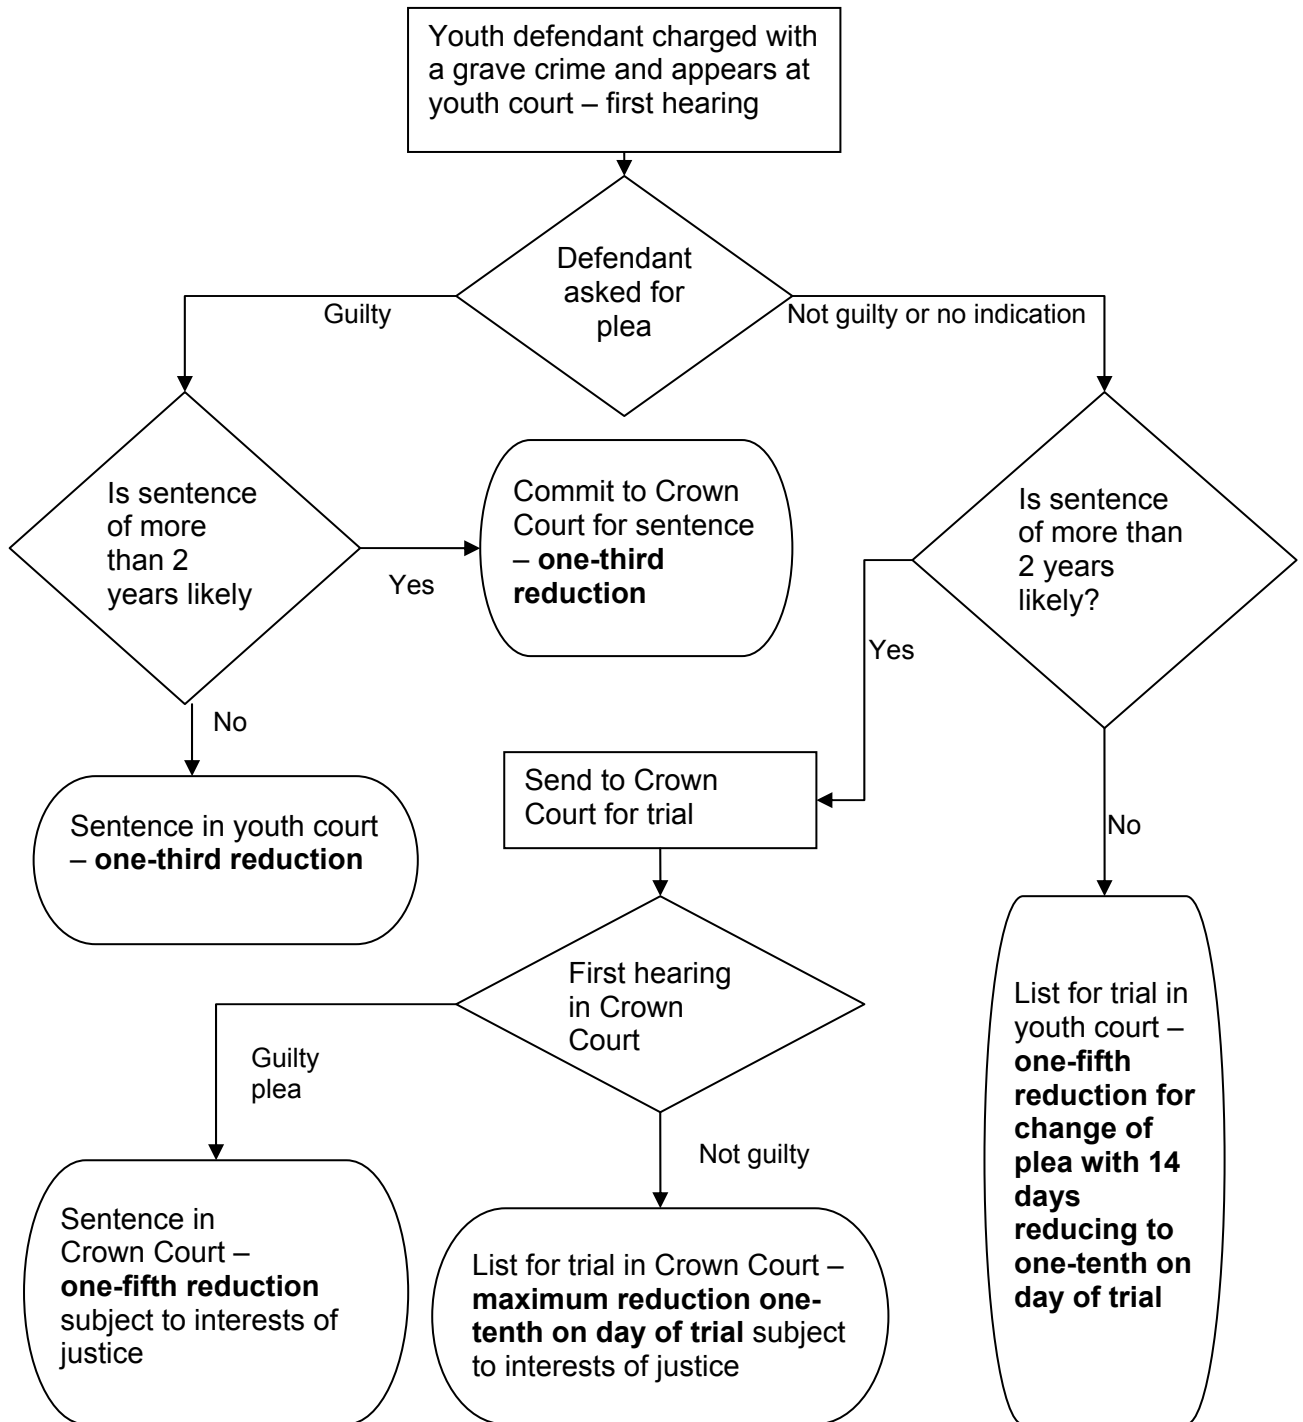 Youth defendant charged with
a grave crime and appears at
youth court – first hearing
Defendant
asked for
plea
Guilty
Not guilty or no indication
Is sentence
of more
than 2
years likely
Yes
Commit to Crown
Court for sentence
– one-third
reduction
Is sentence
of more than
2 years
likely?
Yes
No
No
Sentence in youth court
– one-third reduction
Send to Crown
Court for trial
First hearing
in Crown
Court
Guilty
plea
Not guilty
Sentence in
Crown Court –
one-fifth reduction
subject to interests of
justice
List for trial in Crown Court –
maximum reduction one-
tenth on day of trial subject
to interests of justice
List for trial in
youth court –
one-fifth
reduction for
change of
plea with 14
days
reducing to
one-tenth on
day of trial